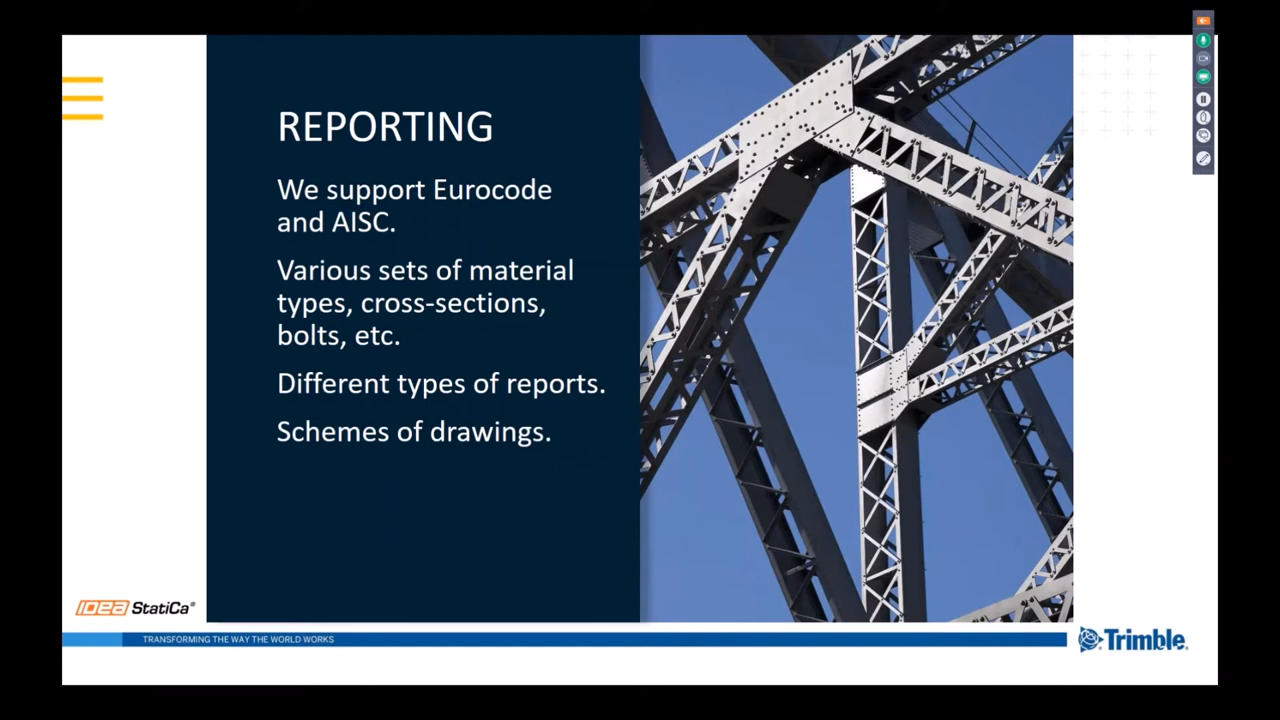 REPORTING
We support Eurocode
and AISC.
Various sets of material
types, cross-sections,
bolts, etc.
Different types of reports.
Schemes of drawings.
IDEA StatiCa®
TRANSFORMING THE WAY THE WORLD WORKS
Trimble®